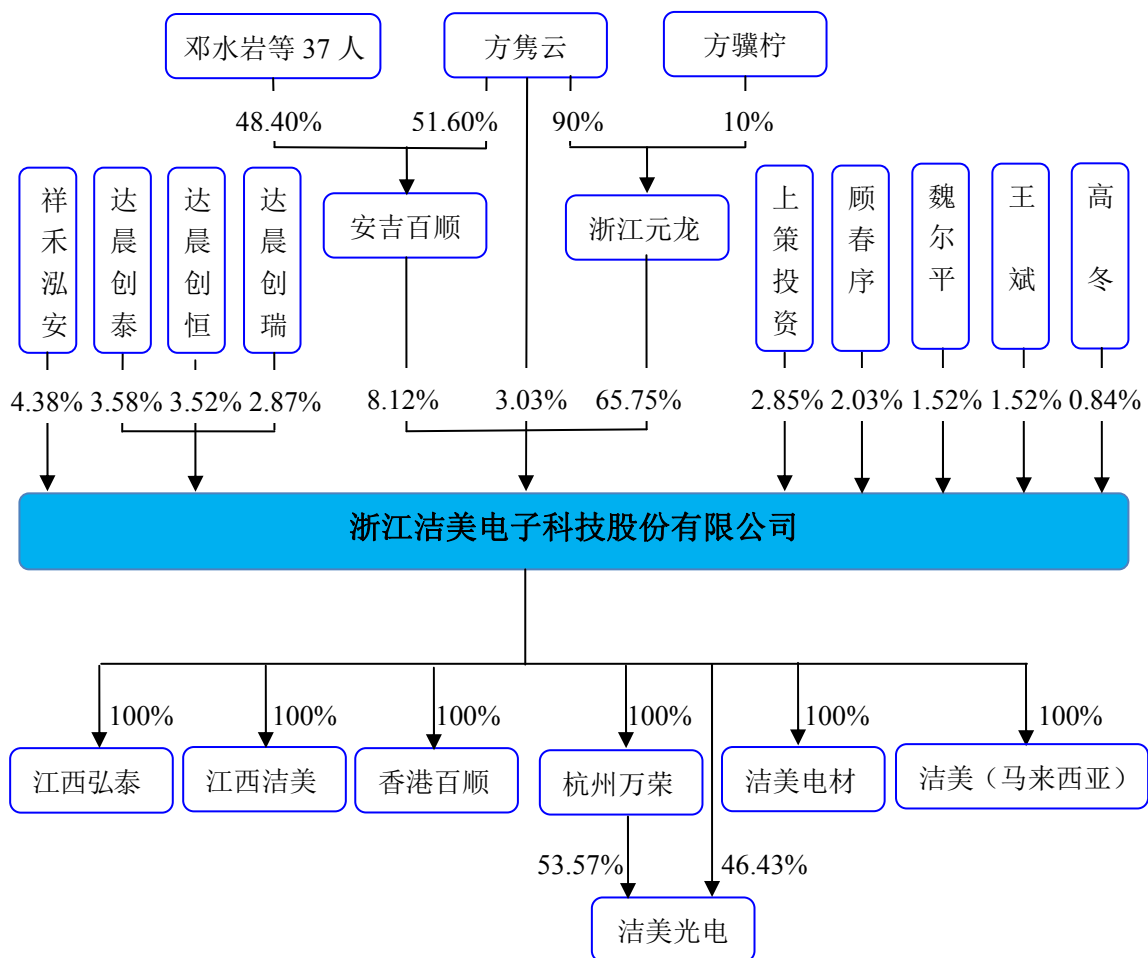 邓水岩等 37 人
方隽云
方骥柠
48.40%
51.60%
90%
10%
祥禾泓安
达晨创泰
达晨创恒
达晨创瑞
安吉百顺
浙江元龙
上策投资
顾春序
魏尔平
王斌
高冬
4.38%
3.58%
3.52%
2.87%
8.12%
3.03%
65.75%
2.85%
2.03%
1.52%
1.52%
0.84%
浙江洁美电子科技股份有限公司
100%
100%
100%
100%
100%
100%
江西弘泰
江西洁美
香港百顺
杭州万荣
洁美电材
洁美（马来西亚）
53.57%
46.43%
洁美光电